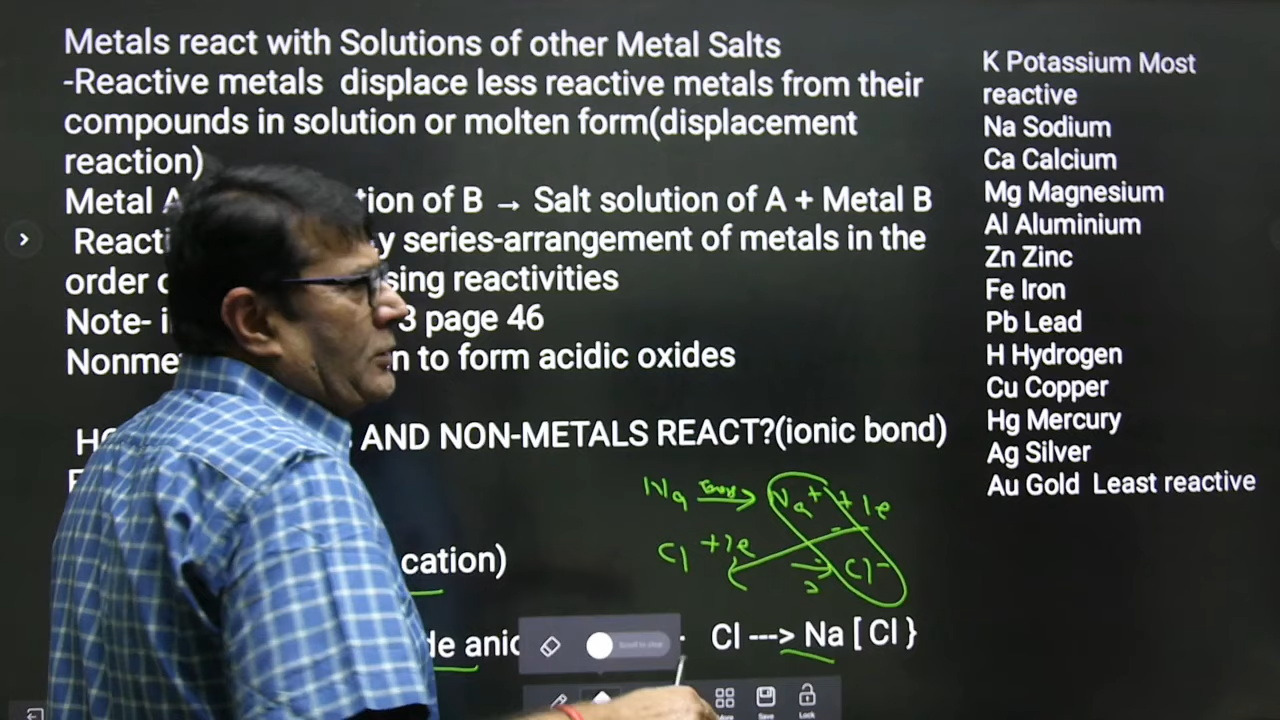 Metals react with Solutions of other Metal Salts
-Reactive metals displace less reactive metals from their
compounds in solution or molten form(displacement
reaction)
Metal A tion of B → Salt solution of A + Metal B
Reacti y series-arrangement of metals in the
order o sing reactivities
Note- i 3 page 46
Nonme n to form acidic oxides
AND NON-METALS REACT?(ionic bond)
Na → Na+ + 1e
Cl +1e → Cl-
cation)
de anio Cl ---> Na [ Cl }
K Potassium Most
reactive
Na Sodium
Ca Calcium
Mg Magnesium
Al Aluminium
Zn Zinc
Fe Iron
Pb Lead
H Hydrogen
Cu Copper
Hg Mercury
Ag Silver
Au Gold Least reactive
Scroll to clear
Save
Lock